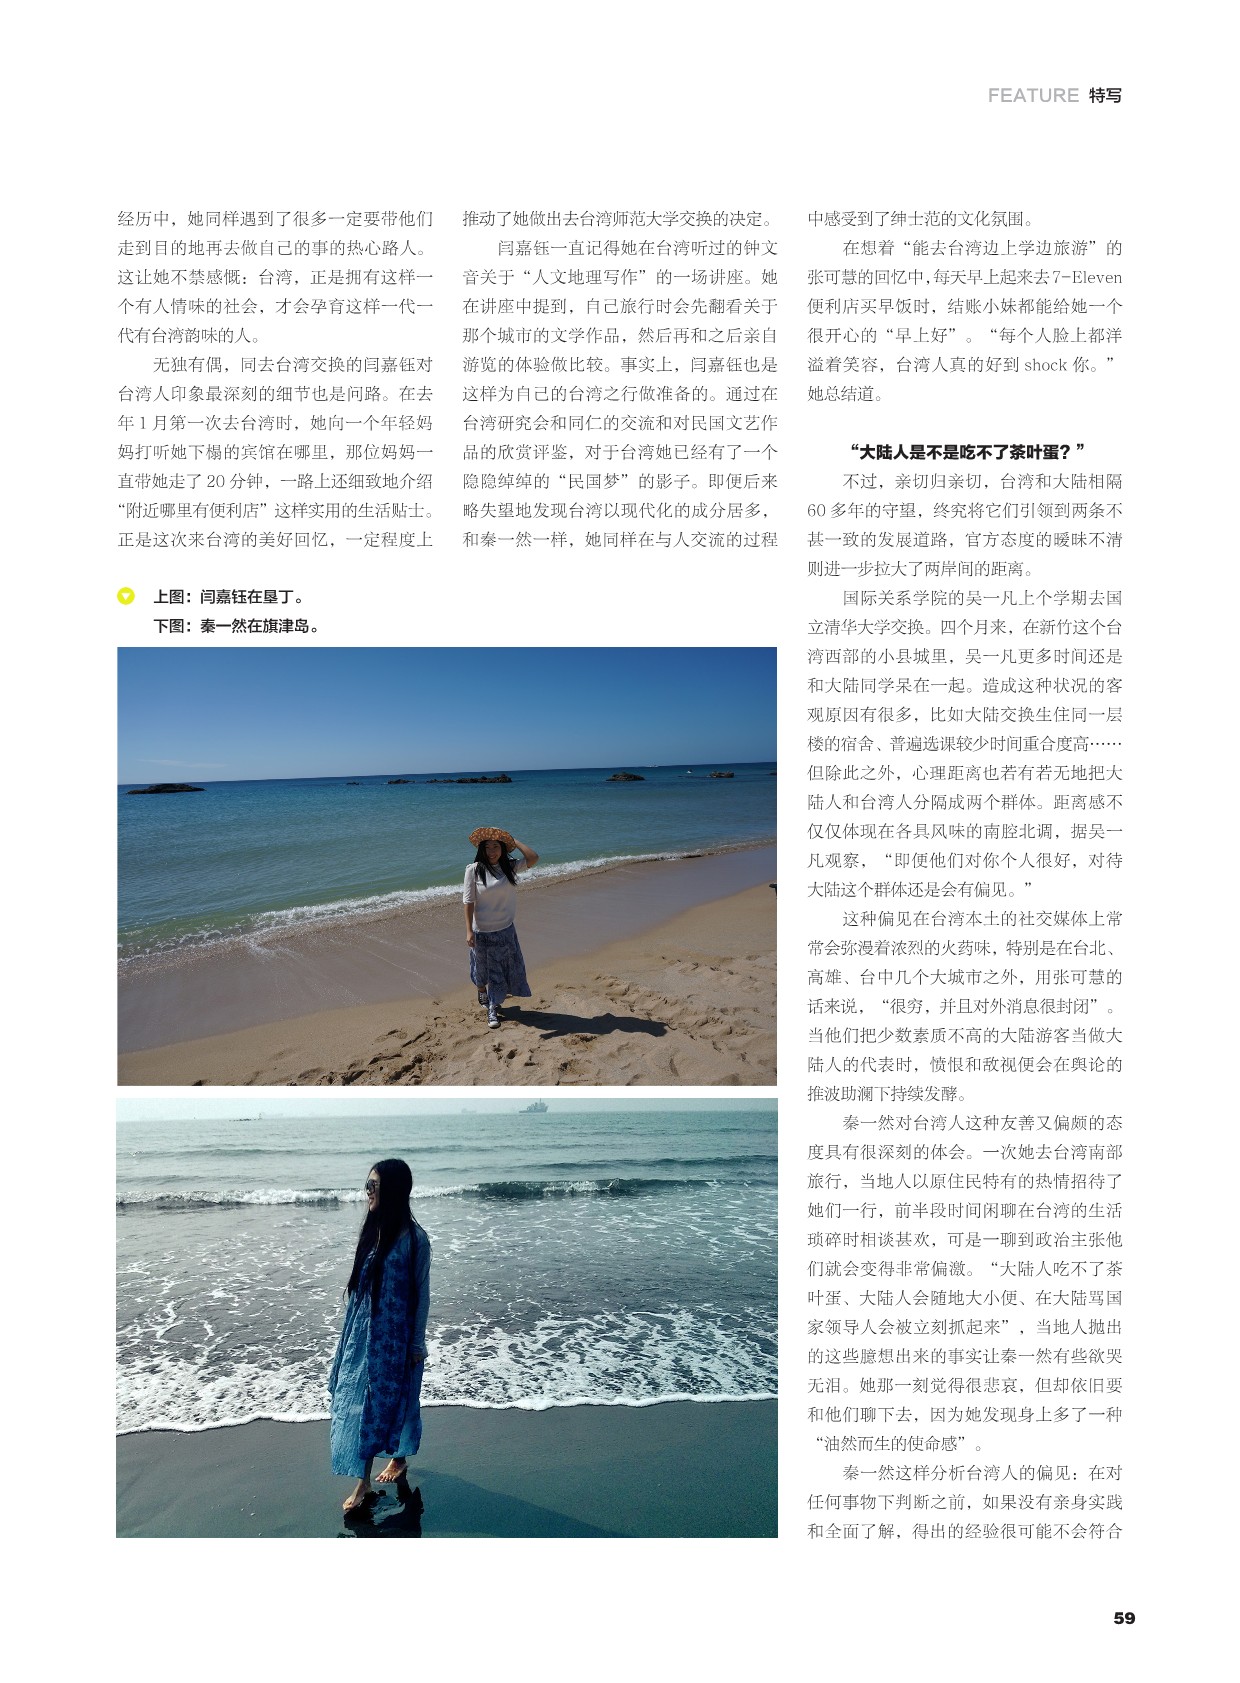 FEATURE 特写
经历中，她同样遇到了很多一定要带他们
走到目的地再去做自己的事的热心路人。
这让她不禁感慨：台湾，正是拥有这样一
个有人情味的社会，才会孕育这样一代一
代有台湾韵味的人。
无独有偶，同去台湾交换的闫嘉钰对
台湾人印象最深刻的细节也是问路。在去
年 1 月第一次去台湾时，她向一个年轻妈
妈打听她下榻的宾馆在哪里，那位妈妈一
直带她走了 20 分钟，一路上还细致地介绍
“附近哪里有便利店”这样实用的生活贴士。
正是这次来台湾的美好回忆，一定程度上
推动了她做出去台湾师范大学交换的决定。
闫嘉钰一直记得她在台湾听过的钟文
音关于“人文地理写作”的一场讲座。她
在讲座中提到，自己旅行时会先翻看关于
那个城市的文学作品，然后再和之后亲自
游览的体验做比较。事实上，闫嘉钰也是
这样为自己的台湾之行做准备的。通过在
台湾研究会和同仁的交流和对民国文艺作
品的欣赏评鉴，对于台湾她已经有了一个
隐隐绰绰的“民国梦”的影子。即便后来
略失望地发现台湾以现代化的成分居多，
和秦一然一样，她同样在与人交流的过程
中感受到了绅士范的文化氛围。
在想着“能去台湾边上学边旅游”的
张可慧的回忆中，每天早上起来去 7-Eleven
便利店买早饭时，结账小妹都能给她一个
很开心的“早上好”。“每个人脸上都洋
溢着笑容，台湾人真的好到 shock 你。”
她总结道。
“大陆人是不是吃不了茶叶蛋？”
不过，亲切归亲切，台湾和大陆相隔
60 多年的守望，终究将它们引领到两条不
甚一致的发展道路，官方态度的暧昧不清
则进一步拉大了两岸间的距离。
国际关系学院的吴一凡上个学期去国
立清华大学交换。四个月来，在新竹这个台
湾西部的小县城里，吴一凡更多时间还是
和大陆同学呆在一起。造成这种状况的客
观原因有很多，比如大陆交换生住同一层
楼的宿舍、普遍选课较少时间重合度高……
但除此之外，心理距离也若有若无地把大
陆人和台湾人分隔成两个群体。距离感不
仅仅体现在各具风味的南腔北调，据吴一
凡观察，“即便他们对你个人很好，对待
大陆这个群体还是会有偏见。”
这种偏见在台湾本土的社交媒体上常
常会弥漫着浓烈的火药味，特别是在台北、
高雄、台中几个大城市之外，用张可慧的
话来说，“很穷，并且对外消息很封闭”。
当他们把少数素质不高的大陆游客当做大
陆人的代表时，愤恨和敌视便会在舆论的
推波助澜下持续发酵。
秦一然对台湾人这种友善又偏颇的态
度具有很深刻的体会。一次她去台湾南部
旅行，当地人以原住民特有的热情招待了
她们一行，前半段时间闲聊在台湾的生活
琐碎时相谈甚欢，可是一聊到政治主张他
们就会变得非常偏激。“大陆人吃不了茶
叶蛋、大陆人会随地大小便、在大陆骂国
家领导人会被立刻抓起来”，当地人抛出
的这些臆想出来的事实让秦一然有些欲哭
无泪。她那一刻觉得很悲哀，但却依旧要
和他们聊下去，因为她发现身上多了一种
“油然而生的使命感”。
秦一然这样分析台湾人的偏见：在对
任何事物下判断之前，如果没有亲身实践
和全面了解，得出的经验很可能不会符合
上图：闫嘉钰在垦丁。
下图：秦一然在旗津岛。
59